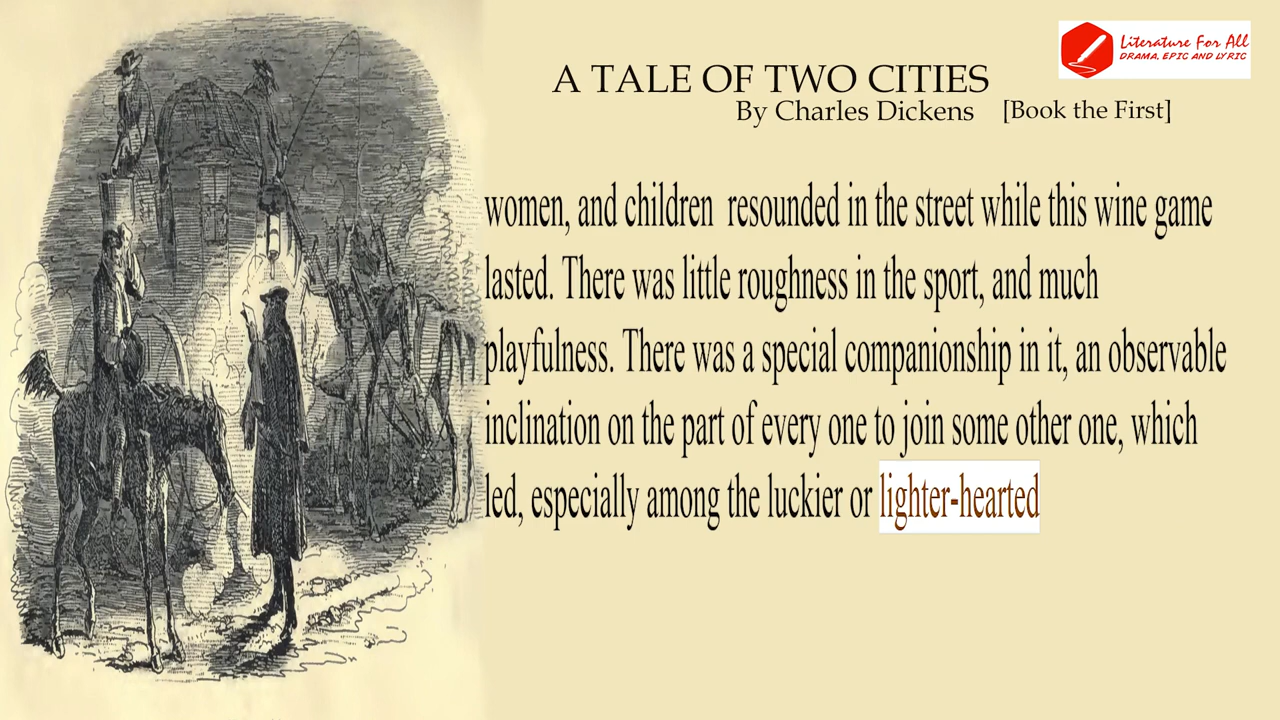 Literature For All
DRAMA, EPIC AND LYRIC
A TALE OF TWO CITIES
By Charles Dickens [Book the First]
women, and children resounded in the street while this wine game
lasted. There was little roughness in the sport, and much
playfulness. There was a special companionship in it, an observable
inclination on the part of every one to join some other one, which
led, especially among the luckier or lighter-hearted